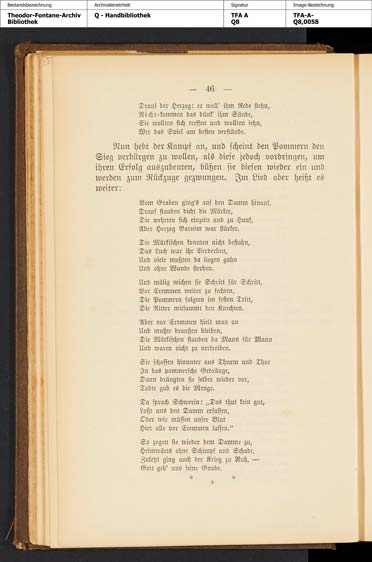 Bestandsbezeichnung Archivalieneinheit Signatur Image-Bezeichnung
Theodor-Fontane-Archiv Q - Handbibliothek TFA A TFA-A-
Bibliothek Q8 Q8,0058
— 46 —
Drauf der Herzog: er woll' ihm Rede stehn,
Nicht-kommen das dünk' ihm Sünde,
Sie wollten sich treffen und wollten sehn,
Wer das Spiel am besten verstünde.
Nun hebt der Kampf an, und scheint den Pommern den
Sieg verbürgen zu wollen, als diese jedoch vordringen, um
ihren Erfolg auszubeuten, büßen sie diesen wieder ein und
werden zum Rückzuge gezwungen. Im Lied aber heißt es
weiter:
Vom Graben ging's auf den Damm hinauf,
Drauf standen dicht die Märker,
Die wehrten sich einzeln und zu Hauf,
Aber Herzog Barnim war stärker.
Die Märkischen konnten nicht bestahn,
Das Luch war ihr Verderben,
Und viele mußten da liegen gahn
Und ohne Wunde sterben.
Und mälig wichen sie Schritt für Schritt,
Vor Cremmen weiter zu fechten,
Die Pommern folgten im festen Tritt,
Die Ritter mitsammt den Knechten.
Aber vor Cremmen hielt man an
Und mußte draußen bleiben,
Die Märkischen standen da Mann für Mann
Und waren nicht zu vertreiben.
Sie schossen hinunter aus Thurm und Thor
In das pommersche Gedränge,
Dann drängten sie selber wieder vor,
Todte gab es die Menge.
Da sprach Schwerin: „Das thut kein gut,
Laßt uns den Damm erfassen,
Oder wir müssen unser Blut
Hier alle vor Cremmen lassen.“
So zogen sie wieder dem Damme zu,
Heimwärts ohne Schimpf und Schade,
Zuletzt ging auch der Krieg zu Ruh, —
Gott geb' uns seine Gnade.
* * *